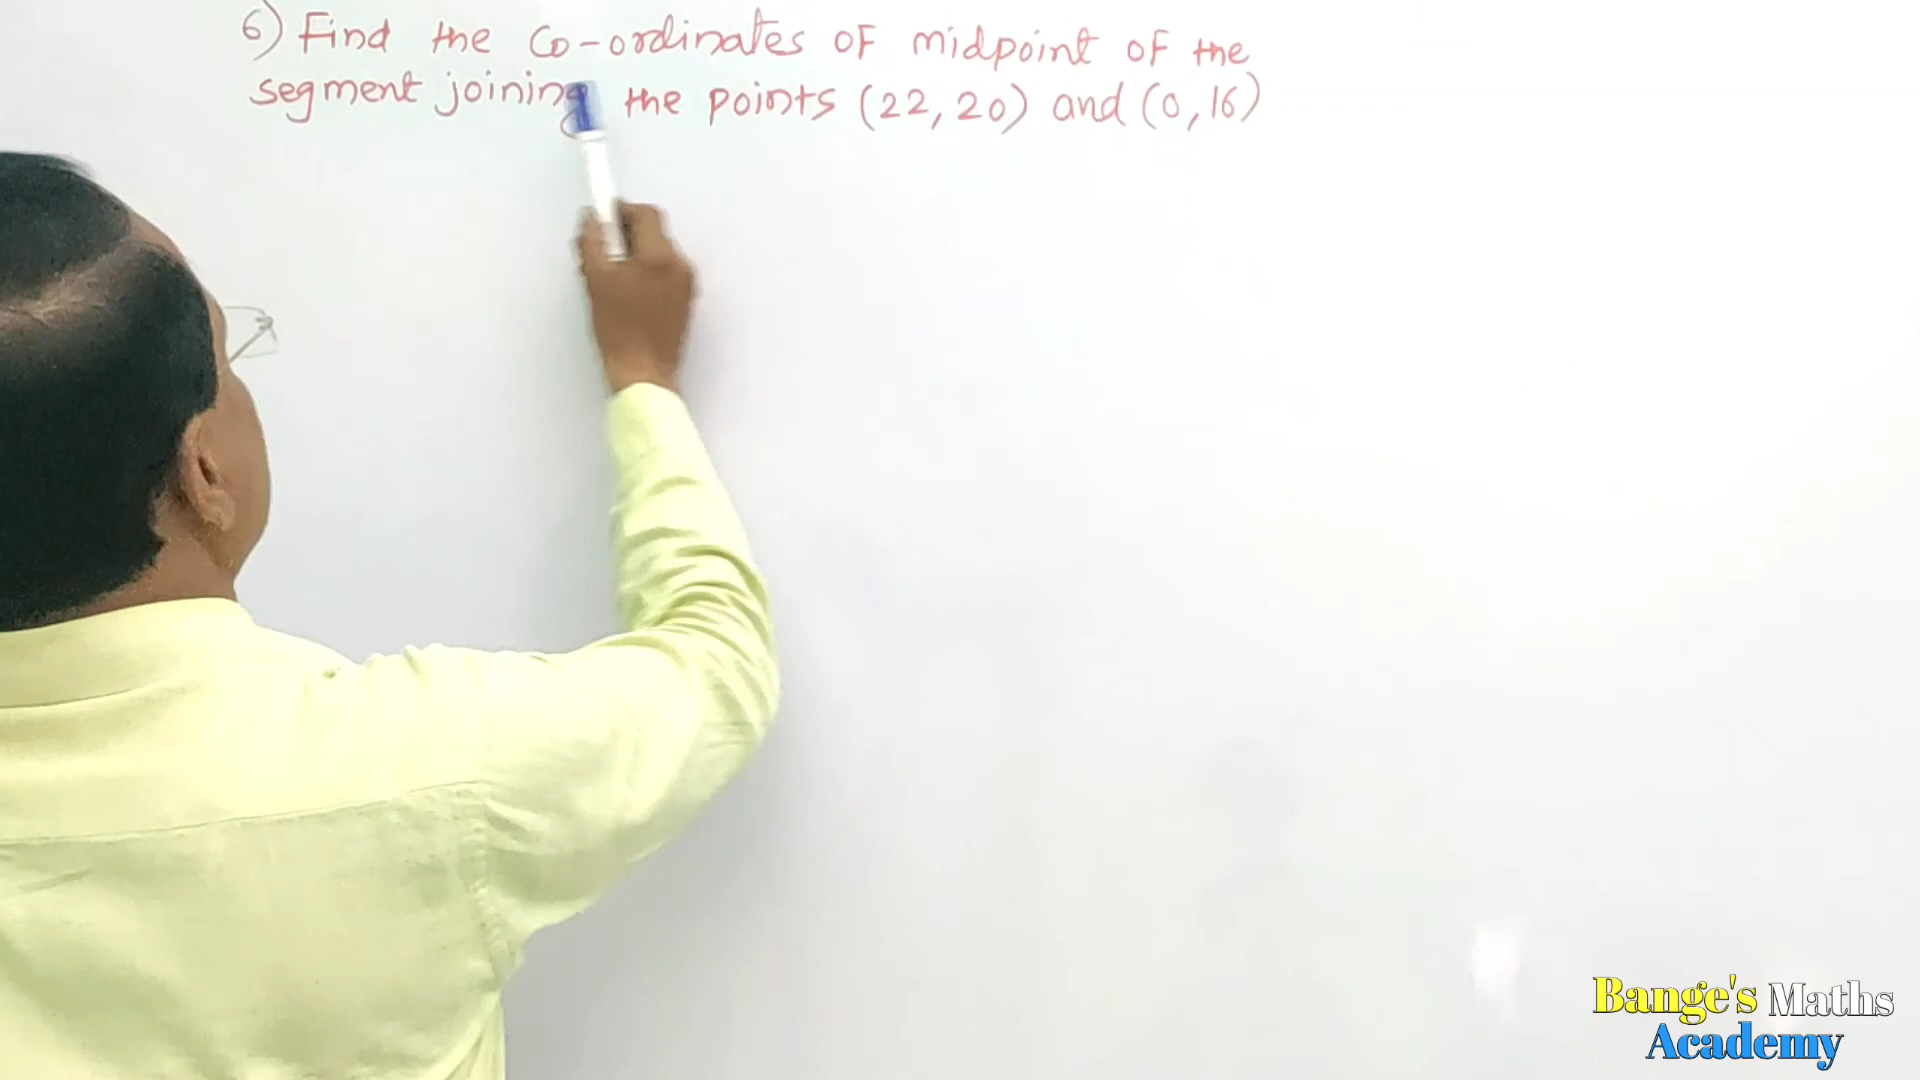 6) Find the Co-ordinates of midpoint of the
segment joining the points (22, 20) and (0, 16)
Bange's Maths
Academy